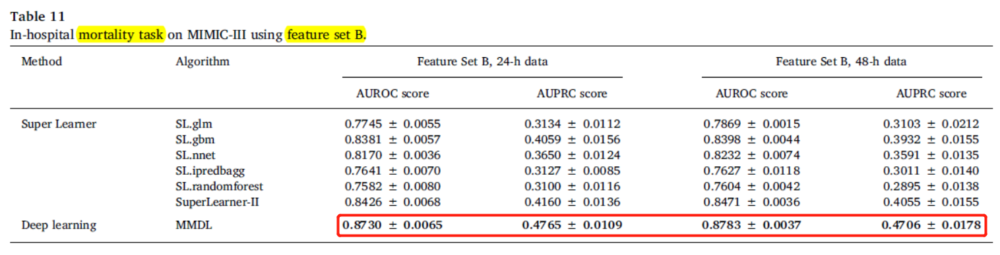 Table 11
In-hospital mortality task on MIMIC-III using feature set B.
Method Algorithm Feature Set B, 24-h data Feature Set B, 48-h data
AUROC score AUPRC score AUROC score AUPRC score
Super Learner SL.glm 0.7745 ± 0.0055 0.3134 ± 0.0112 0.7869 ± 0.0015 0.3103 ± 0.0212
SL.gbm 0.8381 ± 0.0057 0.4059 ± 0.0156 0.8398 ± 0.0044 0.3932 ± 0.0155
SL.nnet 0.8170 ± 0.0036 0.3650 ± 0.0124 0.8232 ± 0.0074 0.3591 ± 0.0135
SL.ipredbagg 0.7641 ± 0.0070 0.3127 ± 0.0085 0.7627 ± 0.0118 0.3011 ± 0.0140
SL.randomforest 0.7582 ± 0.0080 0.3100 ± 0.0116 0.7604 ± 0.0042 0.2895 ± 0.0138
SuperLearner-II 0.8426 ± 0.0068 0.4160 ± 0.0136 0.8471 ± 0.0036 0.4055 ± 0.0155
Deep learning MMDL 0.8730 ± 0.0065 0.4765 ± 0.0109 0.8783 ± 0.0037 0.4706 ± 0.0178